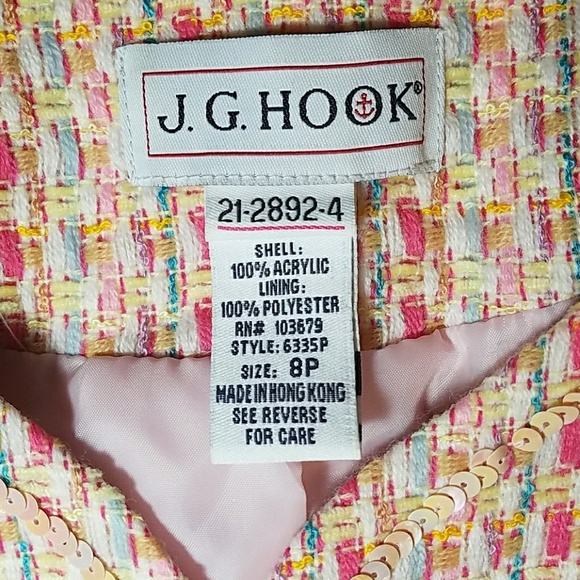 J.G.HOOK®
21-2892-4
SHELL:
100% ACRYLIC
LINING:
100% POLYESTER
RN# 103679
STYLE: 6335P
SIZE: 8P
MADE IN HONG KONG
SEE REVERSE
FOR CARE